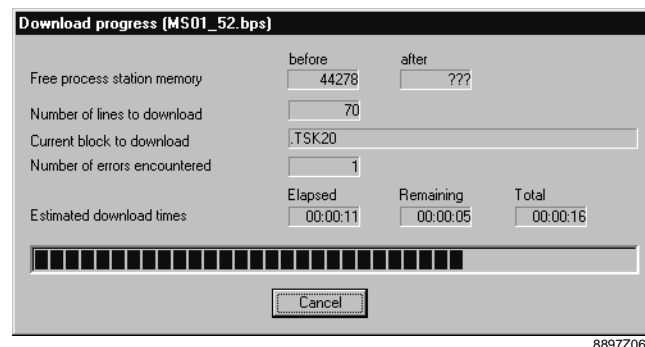 Download progress (MS01_52.bps)
before after
Free process station memory 44278 ???
Number of lines to download 70
Current block to download .TSK20
Number of errors encountered 1
Elapsed Remaining Total
Estimated download times 00:00:11 00:00:05 00:00:16
Cancel
8897Z06